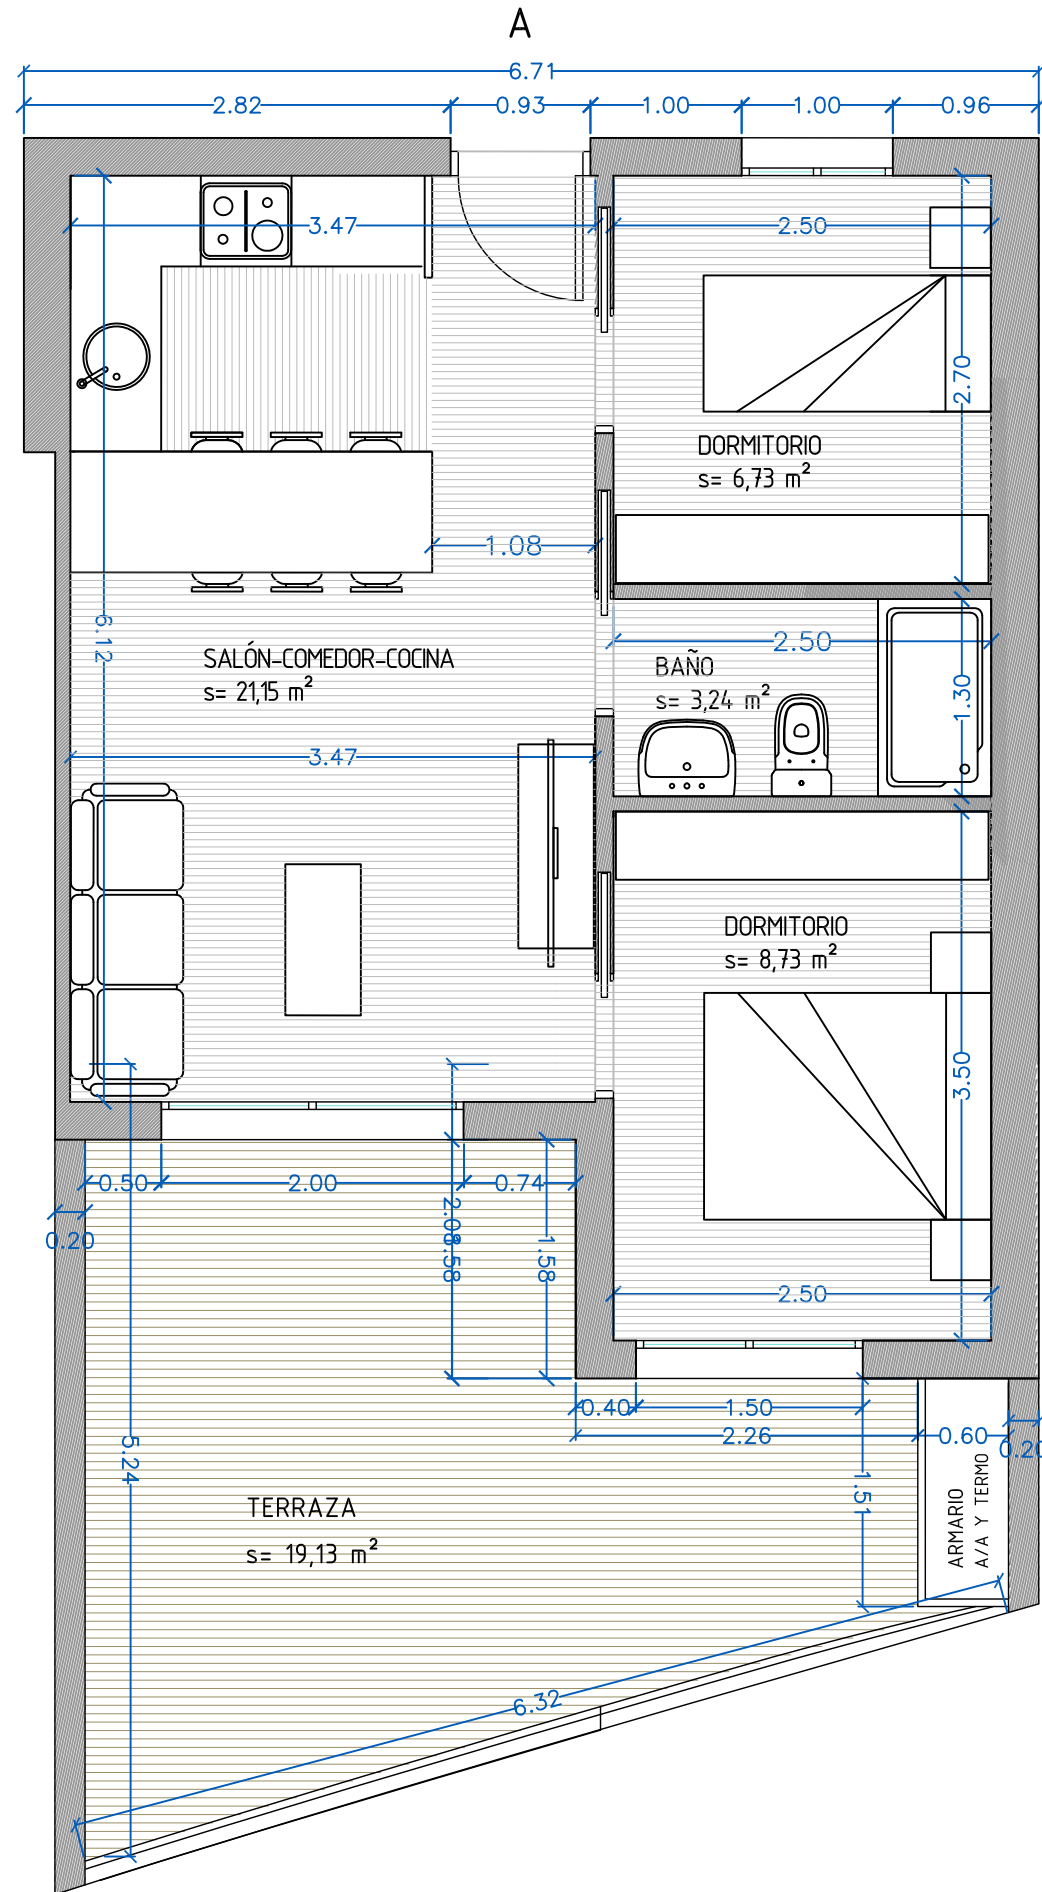 A
6.71
2.82
0.93
1.00
1.00
0.96
3.47
2.50
2.70
DORMITORIO
s= 6,73 m²
1.08
6.12
SALÓN-COMEDOR-COCINA
s= 21,15 m²
2.50
BAÑO
s= 3,24 m²
1.30
3.47
DORMITORIO
s= 8,73 m²
3.50
0.50
2.00
0.74
0.20
2.08
1.58
2.50
0.40
1.50
2.26
0.60
0.20
5.24
1.51
ARMARIO
A/A Y TERMO
TERRAZA
s= 19,13 m²
6.32